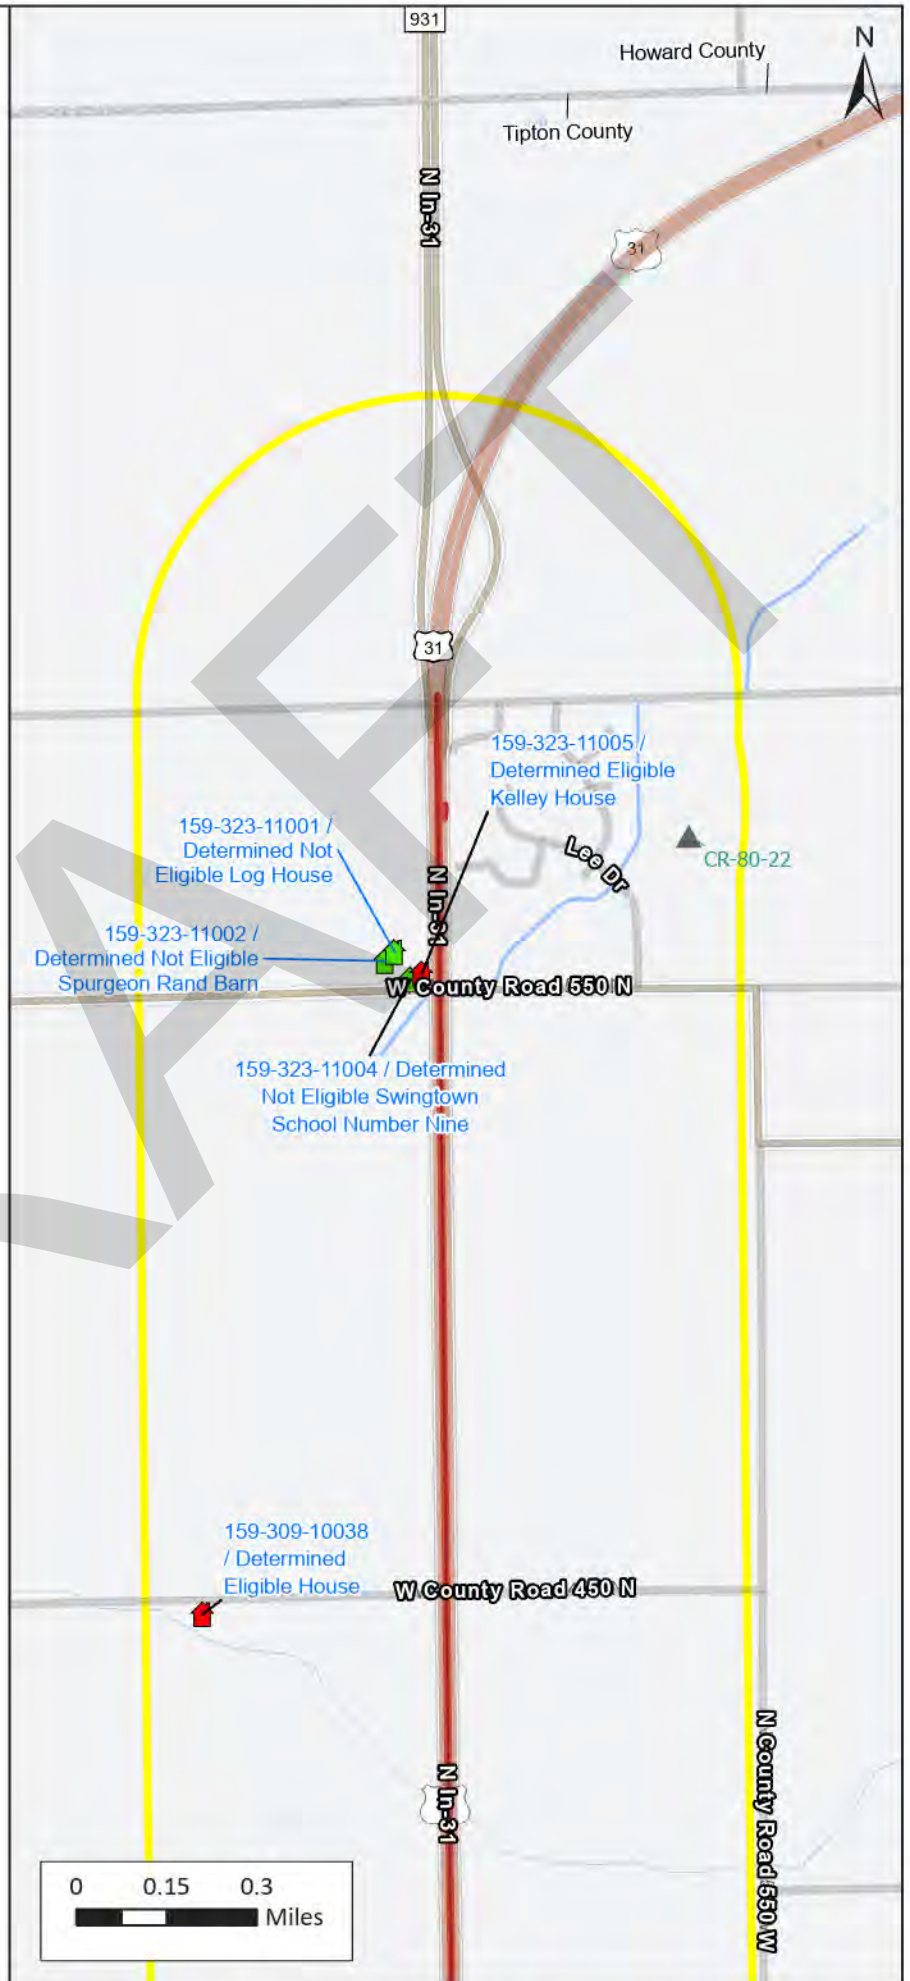 931
Howard County
N
Tipton County
N In-31
31
31
159-323-11005 /
Determined Eligible
Kelley House
159-323-11001 /
Determined Not
Eligible Log House
Lee Dr
CR-80-22
N In-31
159-323-11002 /
Determined Not Eligible
Spurgeon Rand Barn
W County Road 550 N
159-323-11004 / Determined
Not Eligible Swingtown
School Number Nine
159-309-10038
/ Determined
Eligible House
W County Road 450 N
N County Road 550 W
N In-31
0 0.15 0.3
Miles
RAFT